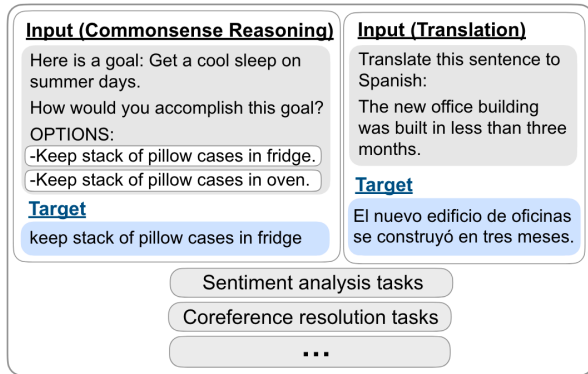 Input (Commonsense Reasoning)
Here is a goal: Get a cool sleep on
summer days.
How would you accomplish this goal?
OPTIONS:
-Keep stack of pillow cases in fridge.
-Keep stack of pillow cases in oven.
Target
keep stack of pillow cases in fridge
Input (Translation)
Translate this sentence to
Spanish:
The new office building
was built in less than three
months.
Target
El nuevo edificio de oficinas
se construyó en tres meses.
Sentiment analysis tasks
Coreference resolution tasks
...